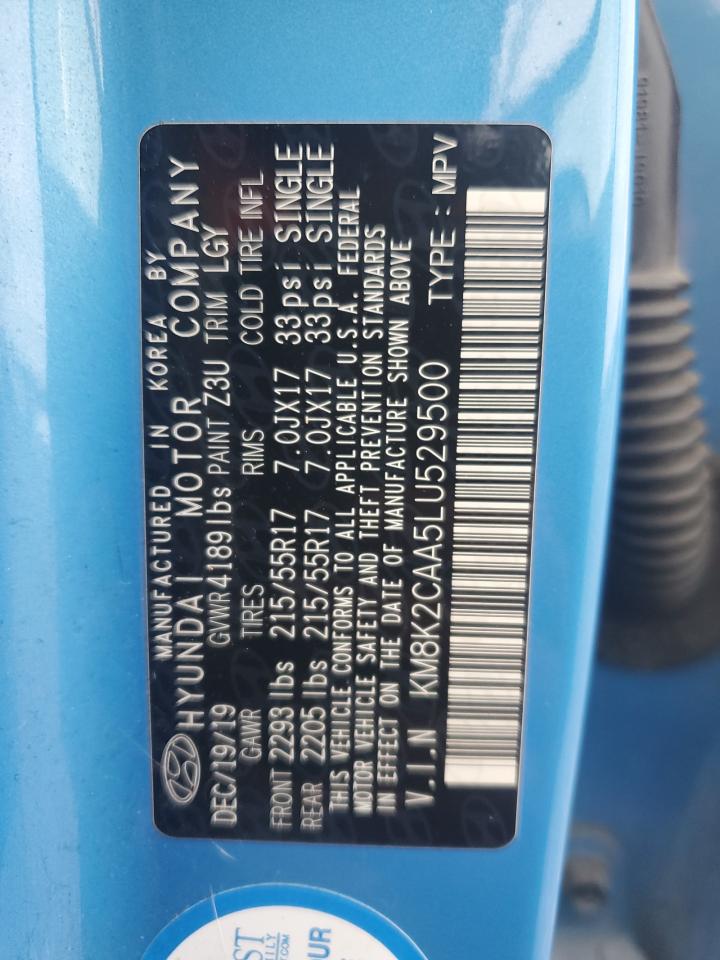 MANUFACTURED IN KOREA BY
HYUNDAI MOTOR COMPANY
DEC/19/19 GVWR 4189 lbs PAINT Z3U TRIM LGY
GAWR TIRES RIMS COLD TIRE INFL
FRONT 2293 lbs 215/55R17 7.0JX17 33psi SINGLE
REAR 2205 lbs 215/55R17 7.0JX17 33psi SINGLE
THIS VEHICLE CONFORMS TO ALL APPLICABLE U.S.A. FEDERAL
MOTOR VEHICLE SAFETY AND THEFT PREVENTION STANDARDS
IN EFFECT ON THE DATE OF MANUFACTURE SHOWN ABOVE
V.I.N KM8K2CAA5LU529500 TYPE: MPV